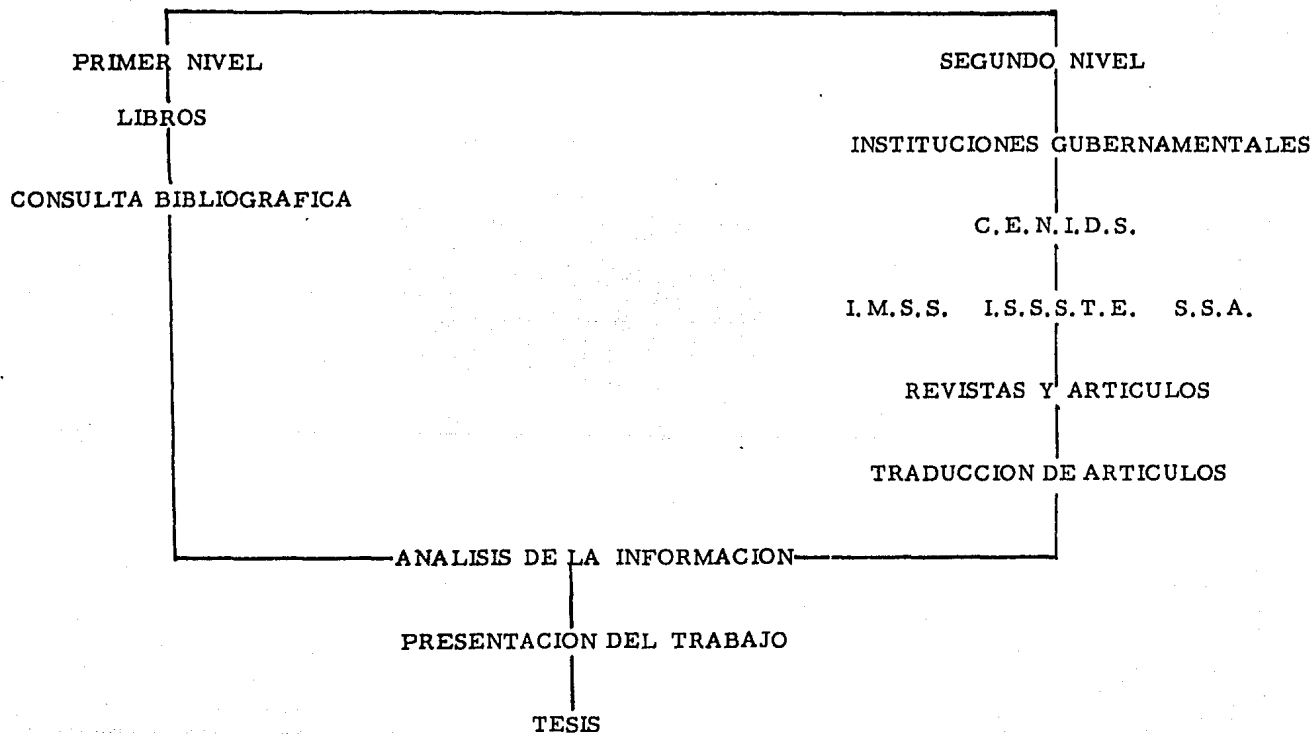 PRIMER NIVEL
SEGUNDO NIVEL
LIBROS
INSTITUCIONES GUBERNAMENTALES
CONSULTA BIBLIOGRAFICA
C.E.N.I.D.S.
I.M.S.S. I.S.S.S.T.E. S.S.A.
REVISTAS Y ARTICULOS
TRADUCCION DE ARTICULOS
ANALISIS DE LA INFORMACION
PRESENTACION DEL TRABAJO
TESIS